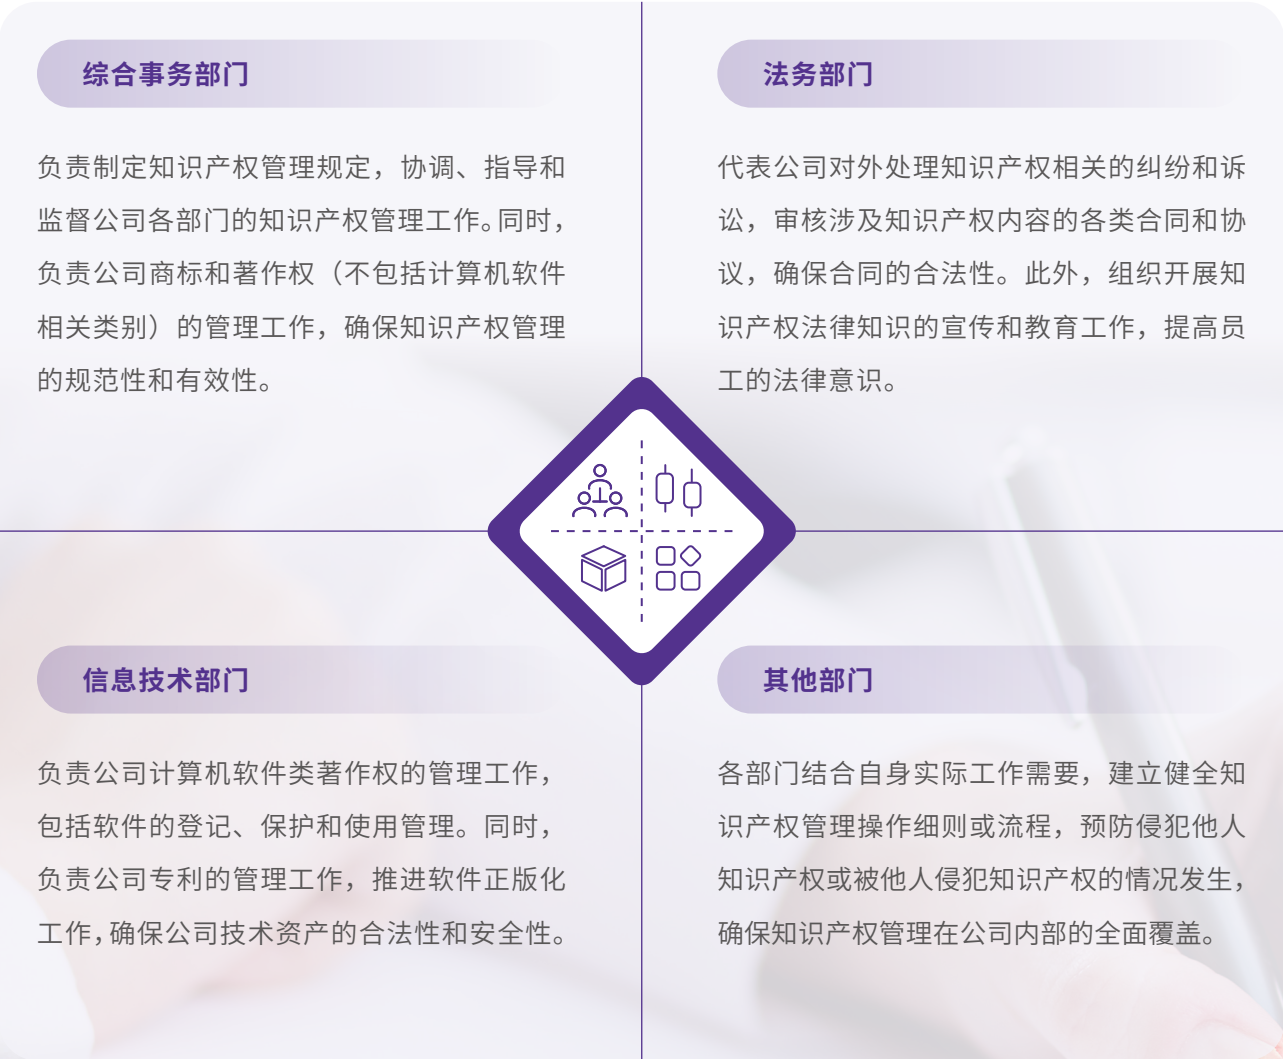 综合事务部门
负责制定知识产权管理规定，协调、指导和
监督公司各部门的知识产权管理工作。同时，
负责公司商标和著作权（不包括计算机软件
相关类别）的管理工作，确保知识产权管理
的规范性和有效性。
法务部门
代表公司对外处理知识产权相关的纠纷和诉
讼，审核涉及知识产权内容的各类合同和协
议，确保合同的合法性。此外，组织开展知
识产权法律知识的宣传和教育工作，提高员
工的法律意识。
信息技术部门
负责公司计算机软件类著作权的管理工作，
包括软件的登记、保护和使用管理。同时，
负责公司专利的管理工作，推进软件正版化
工作，确保公司技术资产的合法性和安全性。
其他部门
各部门结合自身实际工作需要，建立健全知
识产权管理操作细则或流程，预防侵犯他人
知识产权或被他人侵犯知识产权的情况发生，
确保知识产权管理在公司内部的全面覆盖。